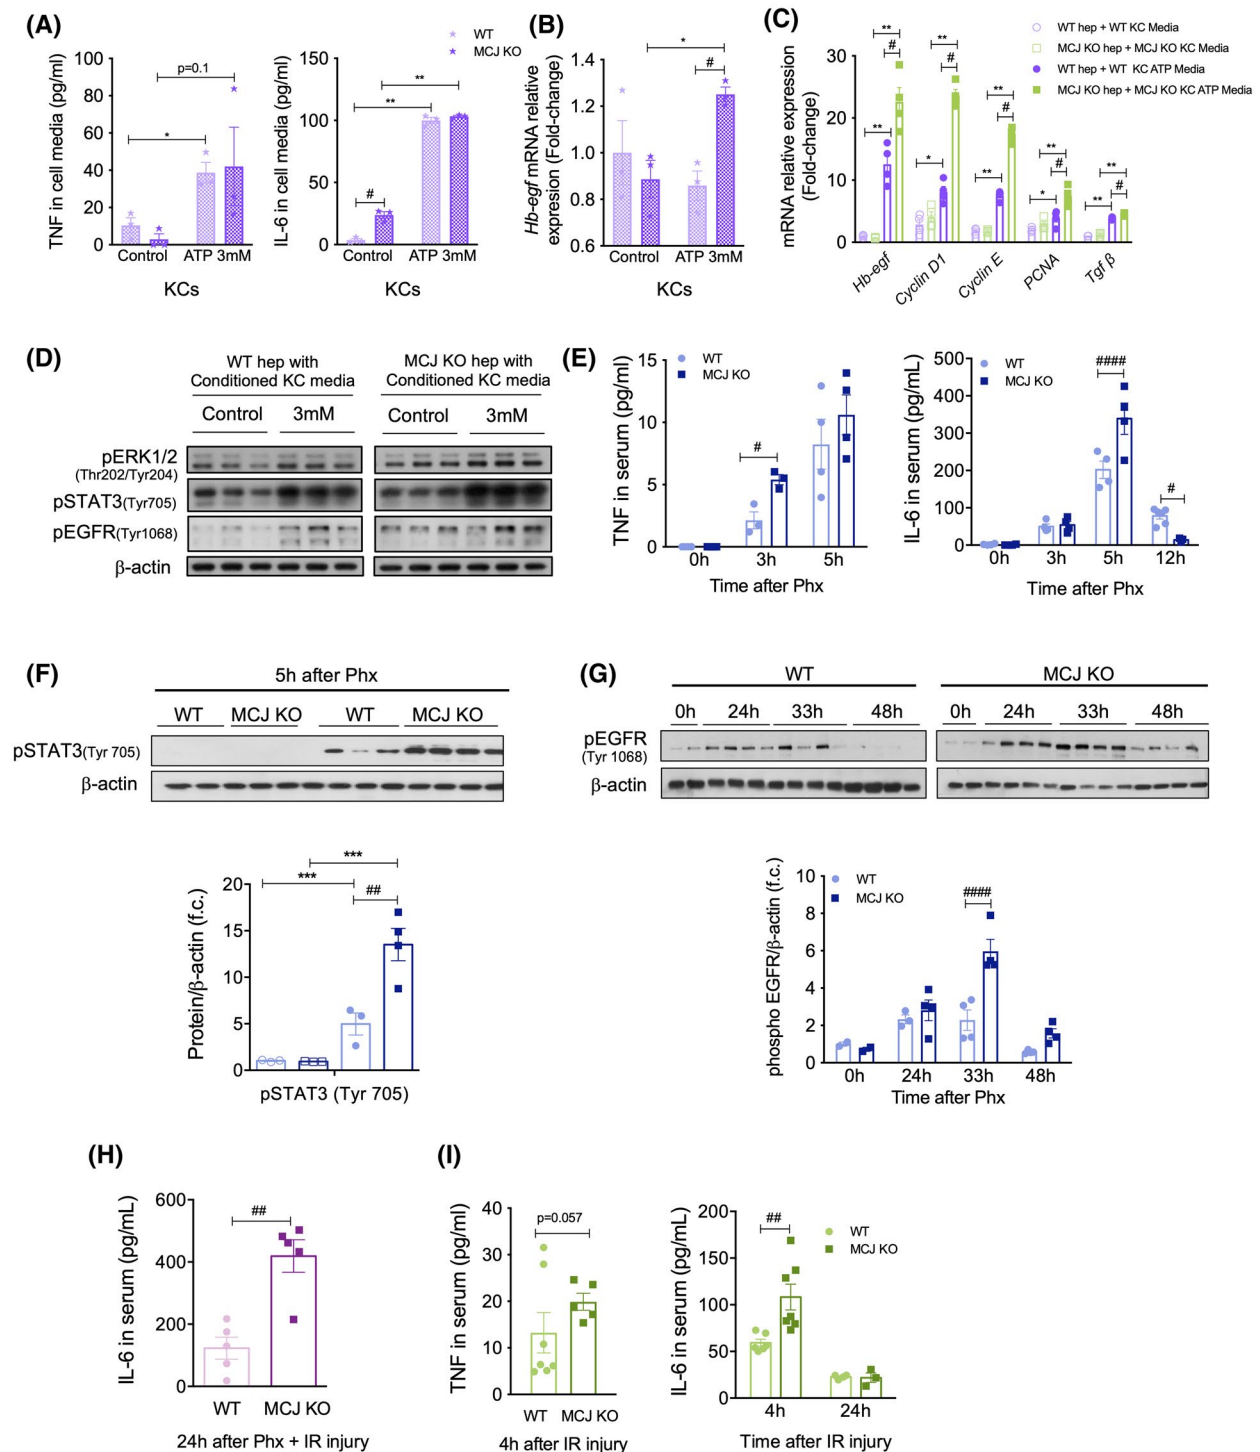 (A)
WT
MCJ KO
TNF in cell media (pg/ml)
100
80
60
40
20
0
p=0.1
*
Control
ATP 3mM
KCs
IL-6 in cell media (pg/ml)
150
100
50
0
**
**
#
Control
ATP 3mM
KCs
(B)
Hb-egf mRNA relative
expresion (Fold-change)
1.4
1.2
1.0
0.8
0.6
*
#
Control
ATP 3mM
KCs
(C)
WT hep + WT KC Media
MCJ KO hep + MCJ KO KC Media
WT hep + WT KC ATP Media
MCJ KO hep + MCJ KO KC ATP Media
mRNA relative expression
(Fold-change)
30
20
10
0
**
#
**
**
#
*
**
#
**
**
#
*
**
#
**
Hb-egf
Cyclin D1
Cyclin E
PCNA
Tgf β
(D)
WT hep with
Conditioned KC media
MCJ KO hep with
Conditioned KC media
Control
3mM
Control
3mM
pERK1/2
(Thr202/Tyr204)
pSTAT3(Tyr705)
pEGFR(Tyr1068)
β-actin
(E)
WT
MCJ KO
TNF in serum (pg/ml)
15
10
5
0
#
0h
3h
5h
Time after Phx
WT
MCJ KO
IL-6 in serum (pg/mL)
500
400
300
200
100
0
####
#
0h
3h
5h
12h
Time after Phx
(F)
5h after Phx
WT
MCJ KO
WT
MCJ KO
pSTAT3(Tyr 705)
β-actin
Protein/β-actin (f.c.)
20
15
10
5
0
***
***
##
pSTAT3 (Tyr 705)
(G)
WT
MCJ KO
0h
24h
33h
48h
0h
24h
33h
48h
pEGFR
(Tyr 1068)
β-actin
phospho EGFR/β-actin (f.c.)
10
8
6
4
2
0
WT
MCJ KO
####
0h
24h
33h
48h
Time after Phx
(H)
IL-6 in serum (pg/mL)
600
400
200
0
##
WT
MCJ KO
24h after Phx + IR injury
(I)
TNF in serum (pg/ml)
40
30
20
10
0
p=0.057
WT
MCJ KO
4h after IR injury
IL-6 in serum (pg/mL)
200
150
100
50
0
##
WT
MCJ KO
4h
24h
Time after IR injury